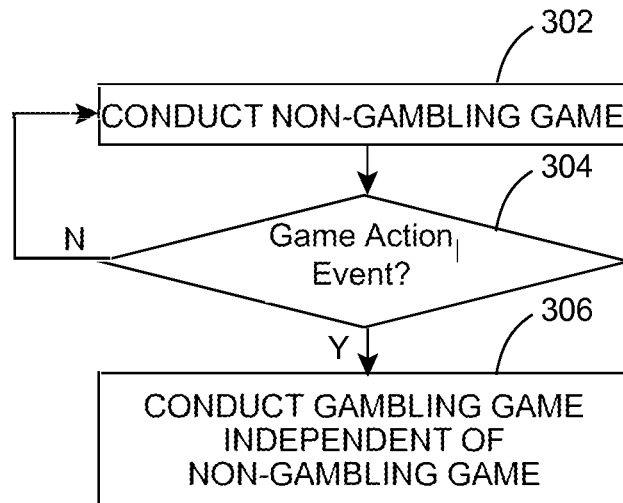 302
CONDUCT NON-GAMBLING GAME
304
Game Action
Event?
N
306
Y
CONDUCT GAMBLING GAME
INDEPENDENT OF
NON-GAMBLING GAME